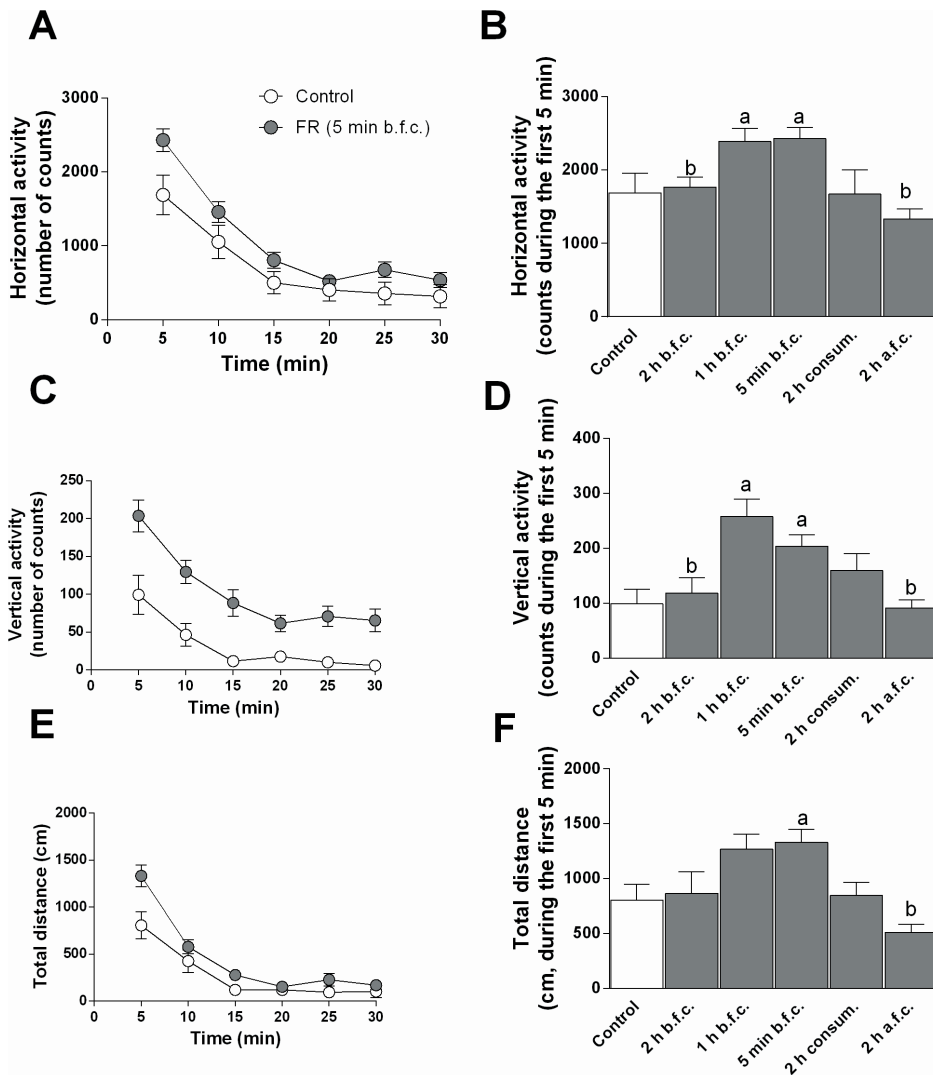 A
Control
FR (5 min b.f.c.)
Horizontal activity
(number of counts)
3000
2000
1000
0
0 5 10 15 20 25 30
Time (min)
B
Horizontal activity
(counts during the first 5 min)
3000
2000
1000
0
b
a
a
b
Control
2 h b.f.c.
1 h b.f.c.
5 min b.f.c.
2 h consum.
2 h a.f.c.
C
Vertical activity
(number of counts)
250
200
150
100
50
0
0 5 10 15 20 25 30
Time (min)
D
Vertical activity
(counts during the first 5 min)
400
300
200
100
0
b
a
a
b
Control
2 h b.f.c.
1 h b.f.c.
5 min b.f.c.
2 h consum.
2 h a.f.c.
E
Total distance (cm)
2000
1500
1000
500
0
0 5 10 15 20 25 30
Time (min)
F
Total distance
(cm, during the first 5 min)
2000
1500
1000
500
0
a
b
Control
2 h b.f.c.
1 h b.f.c.
5 min b.f.c.
2 h consum.
2 h a.f.c.